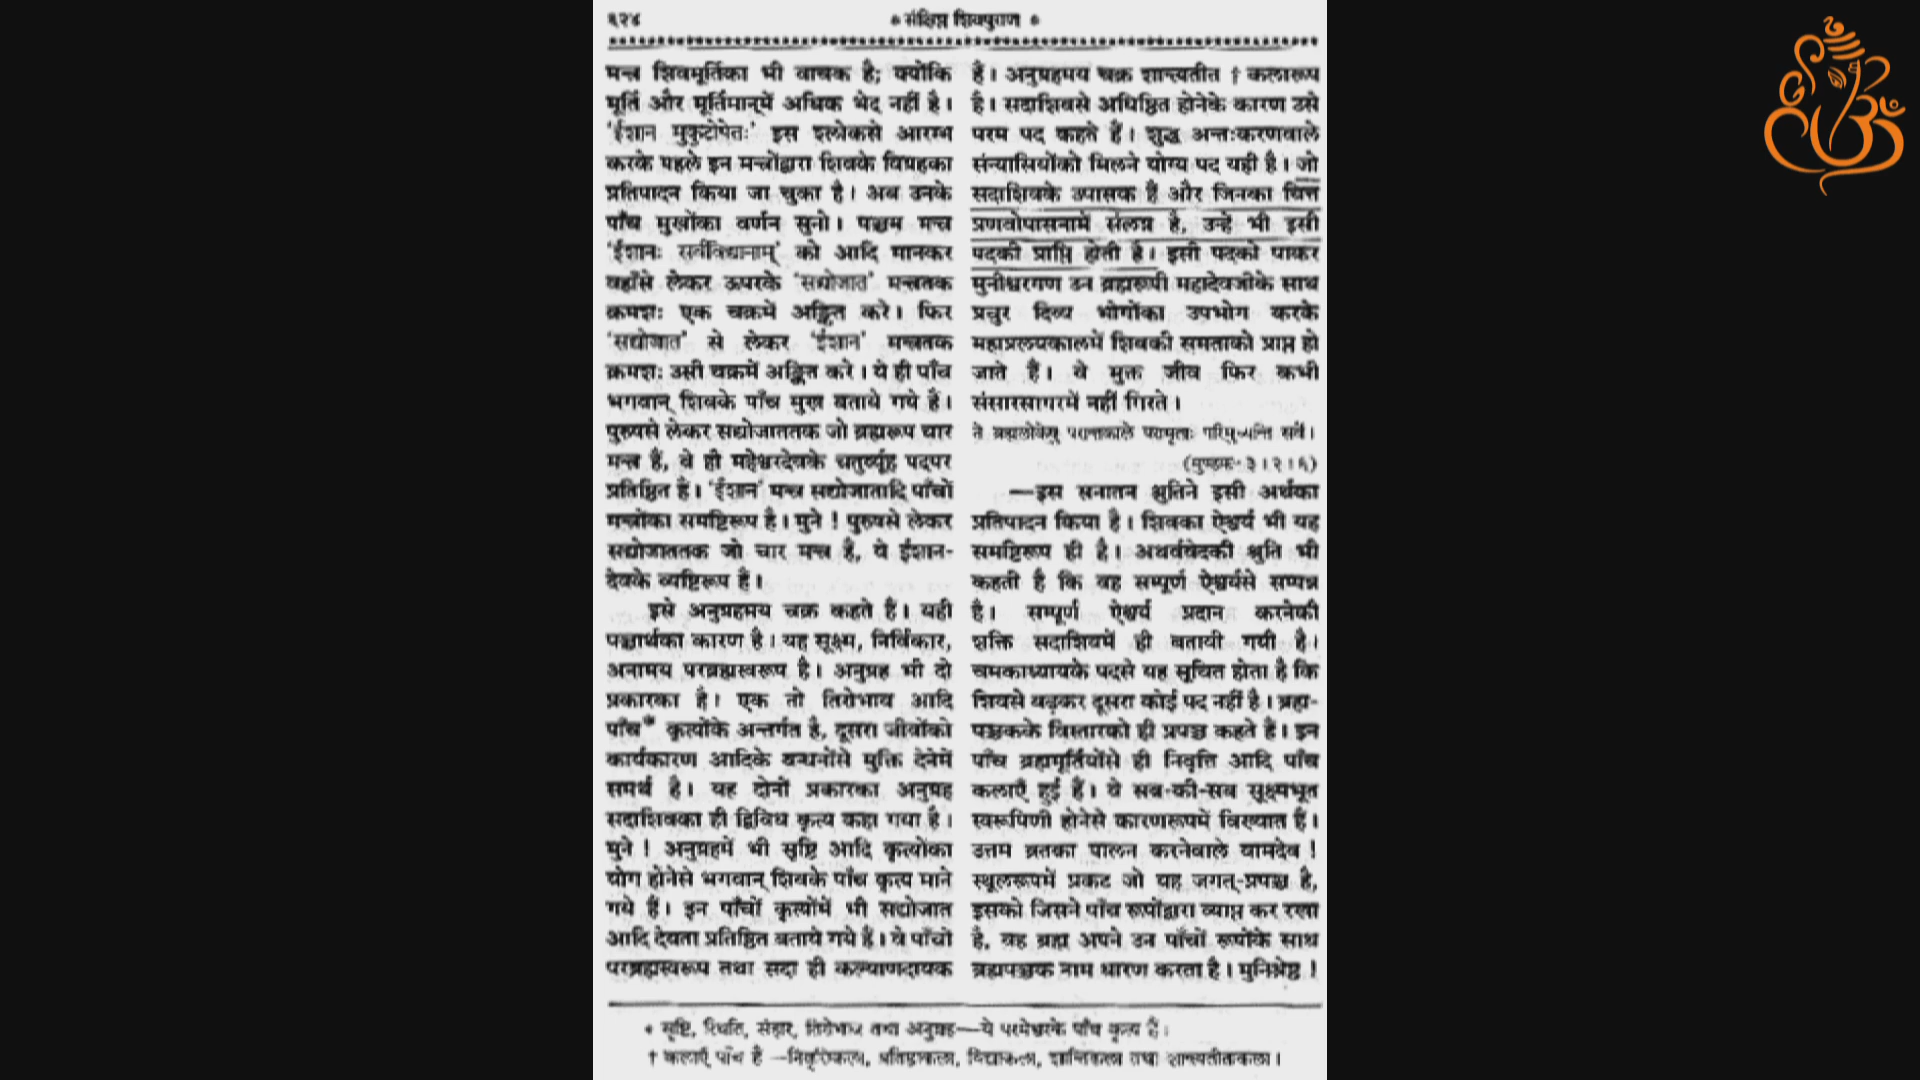 ६२४
* संक्षिप्त शिवपुराण *
मन्त्र शिवमूर्तिका भी वाचक है; क्योंकि
मूर्ति और मूर्तिमान्‌में अधिक भेद नहीं है।
'ईशान मुकुटोपेतः' इस श्लोकसे आरम्भ
करके पहले इन मन्त्रोंद्वारा शिवके विग्रहका
प्रतिपादन किया जा चुका है। अब उनके
पाँच मुखोंका वर्णन सुनो। पञ्चम मन्त्र
'ईशानः सर्वविद्यानाम्' को आदि मानकर
वहाँसे लेकर ऊपरके 'सद्योजात' मन्त्रतक
क्रमशः एक चक्रमें अङ्कित करे। फिर
'सद्योजात' से लेकर 'ईशान' मन्त्रतक
क्रमशः उसी चक्रमें अङ्कित करे। ये ही पाँच
भगवान् शिवके पाँच मुख बताये गये हैं।
पुरुषसे लेकर सद्योजाततक जो ब्रह्मरूप चार
मन्त्र हैं, वे ही महेश्वरदेवके चतुर्व्यूह पदपर
प्रतिष्ठित हैं। 'ईशान' मन्त्र सद्योजातादि पाँचों
मन्त्रोंका समष्टिरूप है। मुने ! पुरुषसे लेकर
सद्योजाततक जो चार मन्त्र हैं, वे ईशान-
देवके व्यष्टिरूप हैं।
इसे अनुग्रहमय चक्र कहते हैं। यही
पञ्चार्थका कारण है। यह सूक्ष्म, निर्विकार,
अनामय परब्रह्मस्वरूप है। अनुग्रह भी दो
प्रकारका है। एक तो तिरोभाव आदि
पाँच* कृत्योंके अन्तर्गत है, दूसरा जीवोंको
कार्यकारण आदिके बन्धनोंसे मुक्ति देनेमें
समर्थ है। यह दोनों प्रकारका अनुग्रह
सदाशिवका ही द्विविध कृत्य कहा गया है।
मुने ! अनुग्रहमें भी सृष्टि आदि कृत्योंका
योग होनेसे भगवान् शिवके पाँच कृत्य माने
गये हैं। इन पाँचों कृत्योंमें भी सद्योजात
आदि देवता प्रतिष्ठित बताये गये हैं। वे पाँचों
परब्रह्मस्वरूप तथा सदा ही कल्याणदायक
हैं। अनुग्रहमय चक्र शान्त्यतीत † कलारूप
है। सदाशिवसे अधिष्ठित होनेके कारण उसे
परम पद कहते हैं। शुद्ध अन्तःकरणवाले
संन्यासियोंको मिलने योग्य पद यही है। जो
सदाशिवके उपासक हैं और जिनका चित्त
प्रणवोपासनामें संलग्न है, उन्हें भी इसी
पदकी प्राप्ति होती है। इसी पदको पाकर
मुनीश्वरगण उन ब्रह्मरूपी महादेवजीके साथ
प्रचुर दिव्य भोगोंका उपभोग करके
महाप्रलयकालमें शिवकी समताको प्राप्त हो
जाते हैं। वे मुक्त जीव फिर कभी
संसारसागरमें नहीं गिरते।
ते ब्रह्मलोकेषु परान्तकाले परामृताः परिमुच्यन्ति सर्वे।
(मुण्डक॰ ३।२।६)
—इस सनातन श्रुतिने इसी अर्थका
प्रतिपादन किया है। शिवका ऐश्वर्य भी यह
समष्टिरूप ही है। अथर्ववेदकी श्रुति भी
कहती है कि वह सम्पूर्ण ऐश्वर्यसे सम्पन्न
है। सम्पूर्ण ऐश्वर्य प्रदान करनेकी
शक्ति सदाशिवमें ही बतायी गयी है।
चमकाध्यायके पदसे यह सूचित होता है कि
शिवसे बढ़कर दूसरा कोई पद नहीं है। ब्रह्म-
पञ्चकके विस्तारको ही प्रपञ्च कहते हैं। इन
पाँच ब्रह्ममूर्तियोंसे ही निवृत्ति आदि पाँच
कलाएँ हुई हैं। वे सब-की-सब सूक्ष्मभूत
स्वरूपिणी होनेसे कारणरूपमें विख्यात हैं।
उत्तम व्रतका पालन करनेवाले वामदेव !
स्थूलरूपमें प्रकट जो यह जगत्-प्रपञ्च है,
इसको जिसने पाँच रूपोंद्वारा व्याप्त कर रखा
है, वह ब्रह्म अपने उन पाँचों रूपोंके साथ
ब्रह्मपञ्चक नाम धारण करता है। मुनिश्रेष्ठ !
* सृष्टि, स्थिति, संहार, तिरोभाव तथा अनुग्रह—ये परमेश्वरके पाँच कृत्य हैं।
† कलाएँ पाँच हैं —निवृत्तिकला, प्रतिष्ठाकला, विद्याकला, शान्तिकला तथा शान्त्यतीताकला।